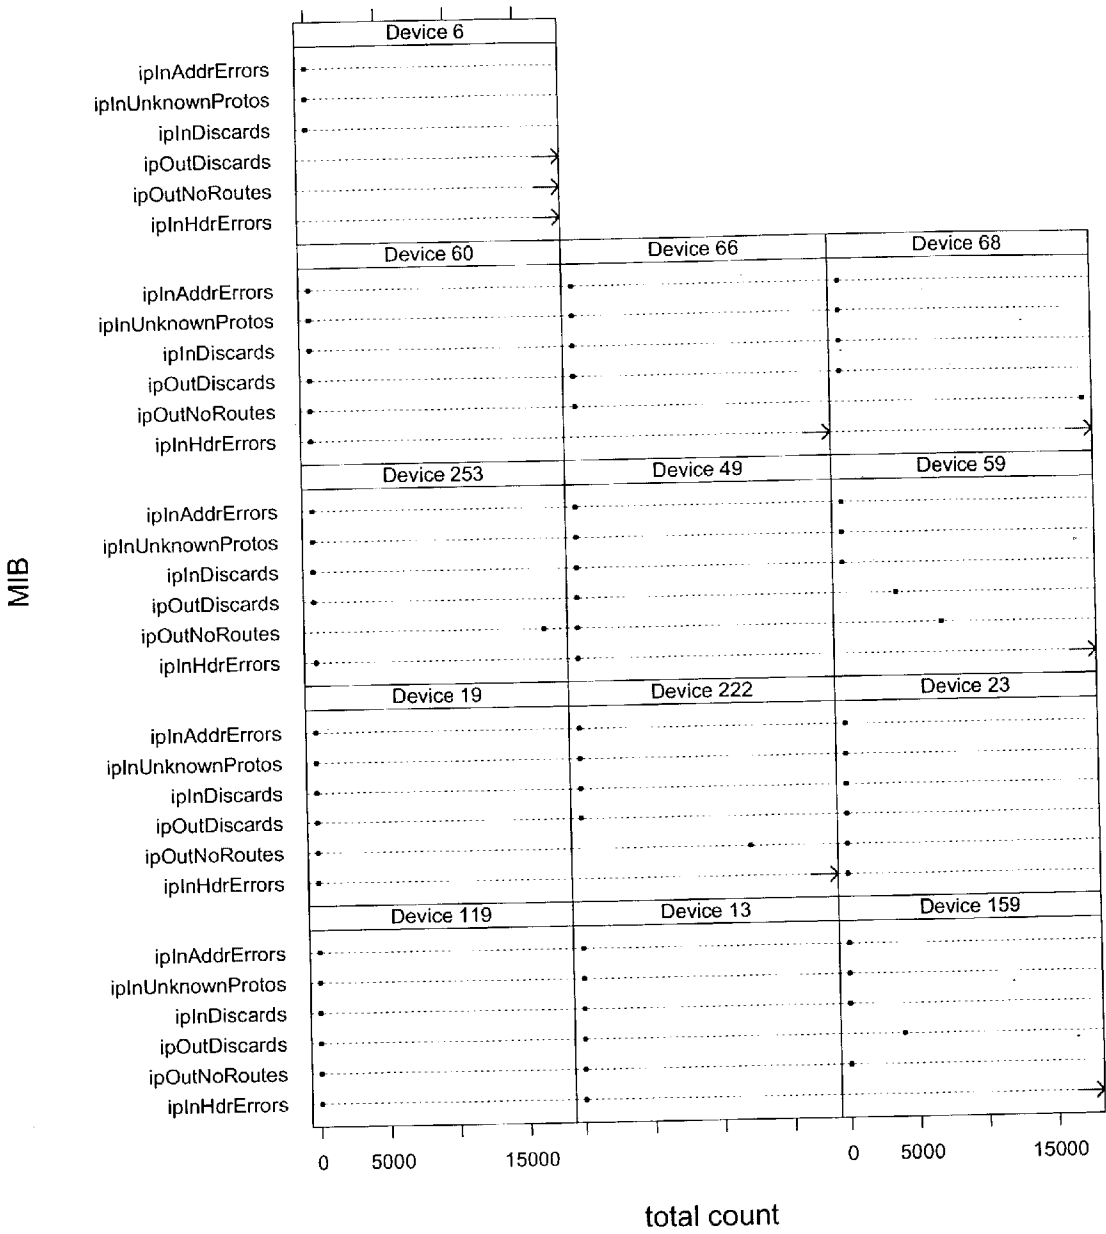 Device 6
ipInAddrErrors
ipInUnknownProtos
ipInDiscards
ipOutDiscards
ipOutNoRoutes
ipInHdrErrors
Device 60 Device 66 Device 68
ipInAddrErrors
ipInUnknownProtos
ipInDiscards
ipOutDiscards
ipOutNoRoutes
ipInHdrErrors
Device 253 Device 49 Device 59
ipInAddrErrors
ipInUnknownProtos
ipInDiscards
ipOutDiscards
ipOutNoRoutes
ipInHdrErrors
Device 19 Device 222 Device 23
ipInAddrErrors
ipInUnknownProtos
ipInDiscards
ipOutDiscards
ipOutNoRoutes
ipInHdrErrors
Device 119 Device 13 Device 159
ipInAddrErrors
ipInUnknownProtos
ipInDiscards
ipOutDiscards
ipOutNoRoutes
ipInHdrErrors
MIB
0 5000 15000 0 5000 15000
total count